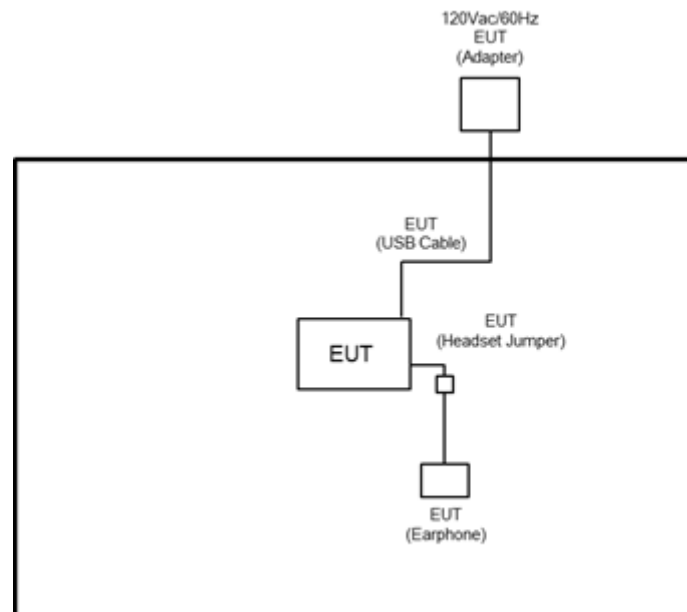 120Vac/60Hz
EUT
(Adapter)
EUT
(USB Cable)
EUT
(Headset Jumper)
EUT
EUT
(Earphone)